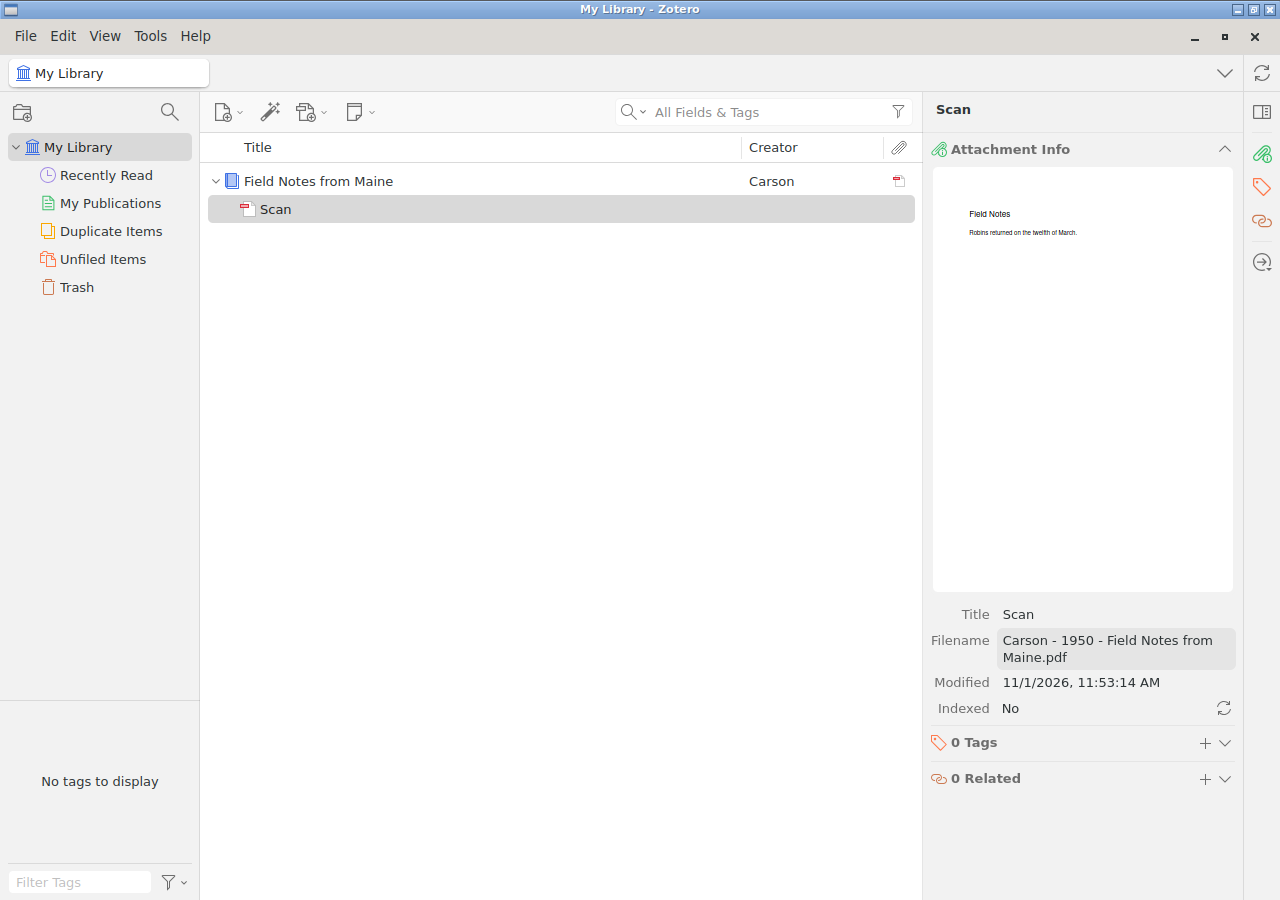 My Library - Zotero
File Edit View Tools Help
My Library
All Fields & Tags
My Library
Recently Read
My Publications
Duplicate Items
Unfiled Items
Trash
No tags to display
Filter Tags
Title Creator
Field Notes from Maine Carson
Scan
Scan
Attachment Info
Field Notes
Robins returned on the twelfth of March.
Title Scan
Filename Carson - 1950 - Field Notes from
Maine.pdf
Modified 11/1/2026, 11:53:14 AM
Indexed No
0 Tags
0 Related